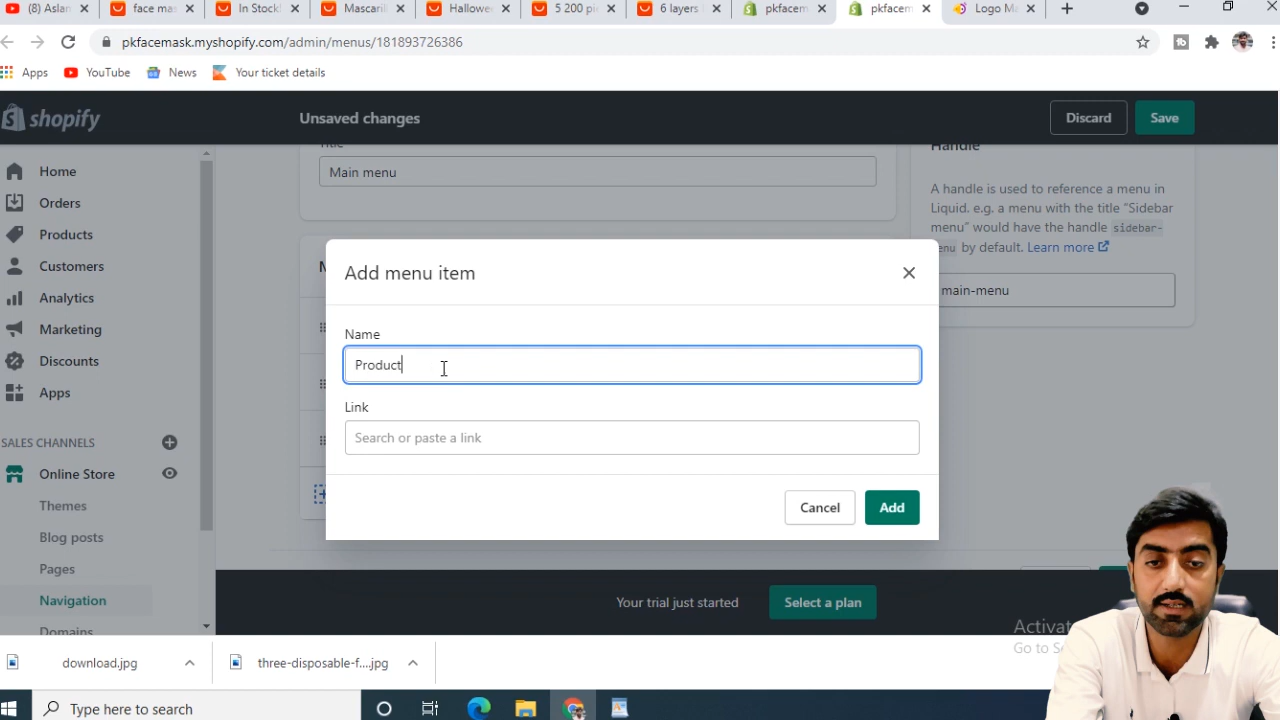 (8) Aslan
face mas
In Stock
Mascaril
Hallowe
5 200 pi
6 layers
pkfacem
pkfacem
Logo Ma
pkfacemask.myshopify.com/admin/menus/181893726386
Apps
YouTube
News
Your ticket details
shopify
Unsaved changes
Discard
Save
Home
Orders
Products
Customers
Analytics
Marketing
Discounts
Apps
SALES CHANNELS
Online Store
Themes
Blog posts
Pages
Navigation
Domains
Title
Main menu
Handle
A handle is used to reference a menu in
Liquid. e.g. a menu with the title “Sidebar
menu” would have the handle sidebar-
enu by default. Learn more
main-menu
Add menu item
Name
Product
Link
Search or paste a link
Cancel
Add
Your trial just started
Select a plan
Activat
Go to Se
download.jpg
three-disposable-f....jpg
Type here to search